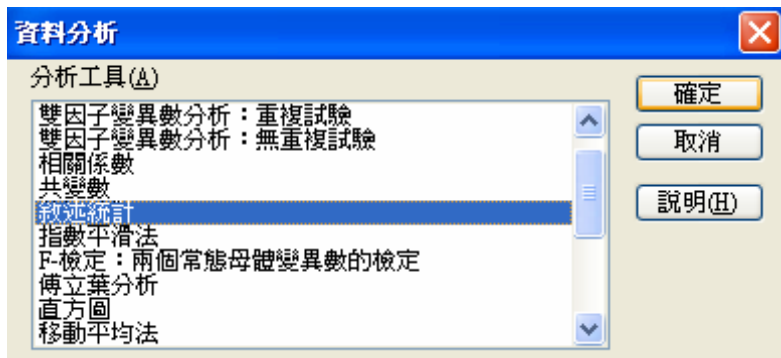 資料分析
分析工具(A)
雙因子變異數分析：重複試驗
雙因子變異數分析：無重複試驗
相關係數
共變數
敘述統計
指數平滑法
F-檢定：兩個常態母體變異數的檢定
傅立葉分析
直方圖
移動平均法
確定
取消
說明(H)